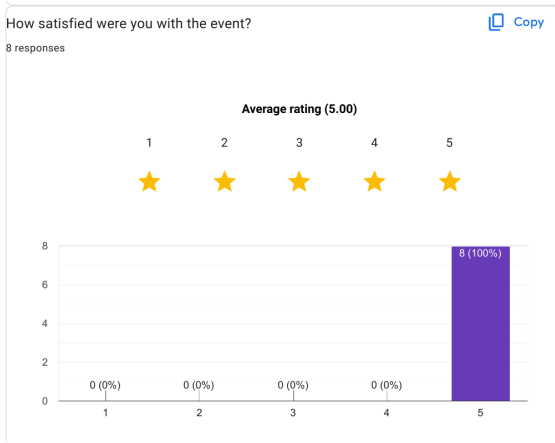 How satisfied were you with the event?
Copy
8 responses
Average rating (5.00)
1 2 3 4 5
8
6
4
2
0
0 (0%) 0 (0%) 0 (0%) 0 (0%) 8 (100%)
1 2 3 4 5